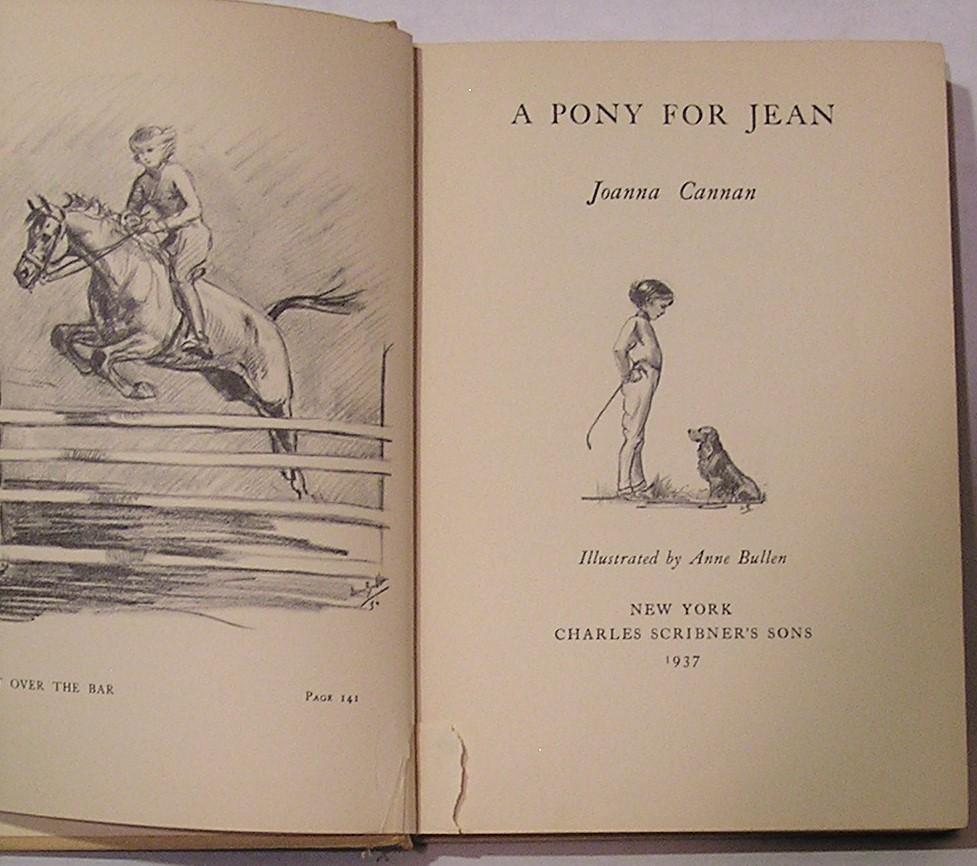 OVER THE BAR
PAGE 141
A PONY FOR JEAN
Joanna Cannan
Illustrated by Anne Bullen
NEW YORK
CHARLES SCRIBNER'S SONS
1937